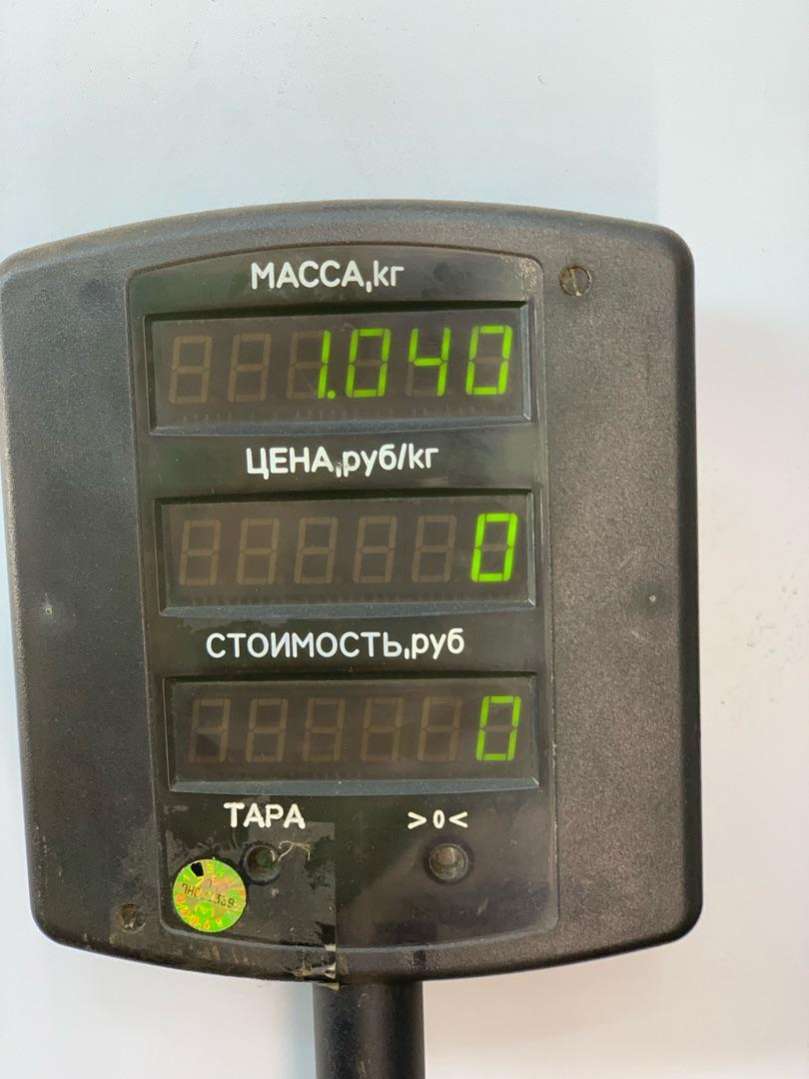 МАССА,кг
1.040
ЦЕНА,руб/кг
0
СТОИМОСТЬ,руб
0
ТАРА >0<